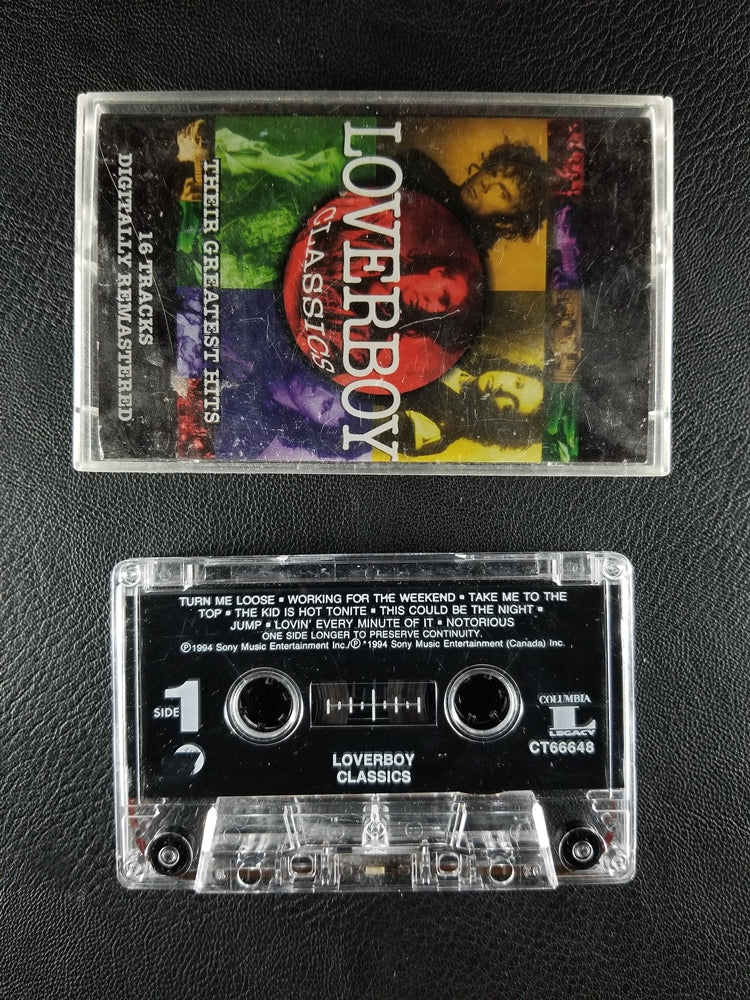 LOVERBOY
CLASSICS
THEIR GREATEST HITS
16 TRACKS
DIGITALLY REMASTERED
TURN ME LOOSE ▪ WORKING FOR THE WEEKEND ▪ TAKE ME TO THE
TOP ▪ THE KID IS HOT TONITE ▪ THIS COULD BE THE NIGHT ▪
JUMP ▪ LOVIN' EVERY MINUTE OF IT ▪ NOTORIOUS
ONE SIDE LONGER TO PRESERVE CONTINUITY.
℗1994 Sony Music Entertainment Inc./℗ *1994 Sony Music Entertainment (Canada) Inc.
SIDE 1
COLUMBIA
L
LEGACY
CT66648
LOVERBOY
CLASSICS